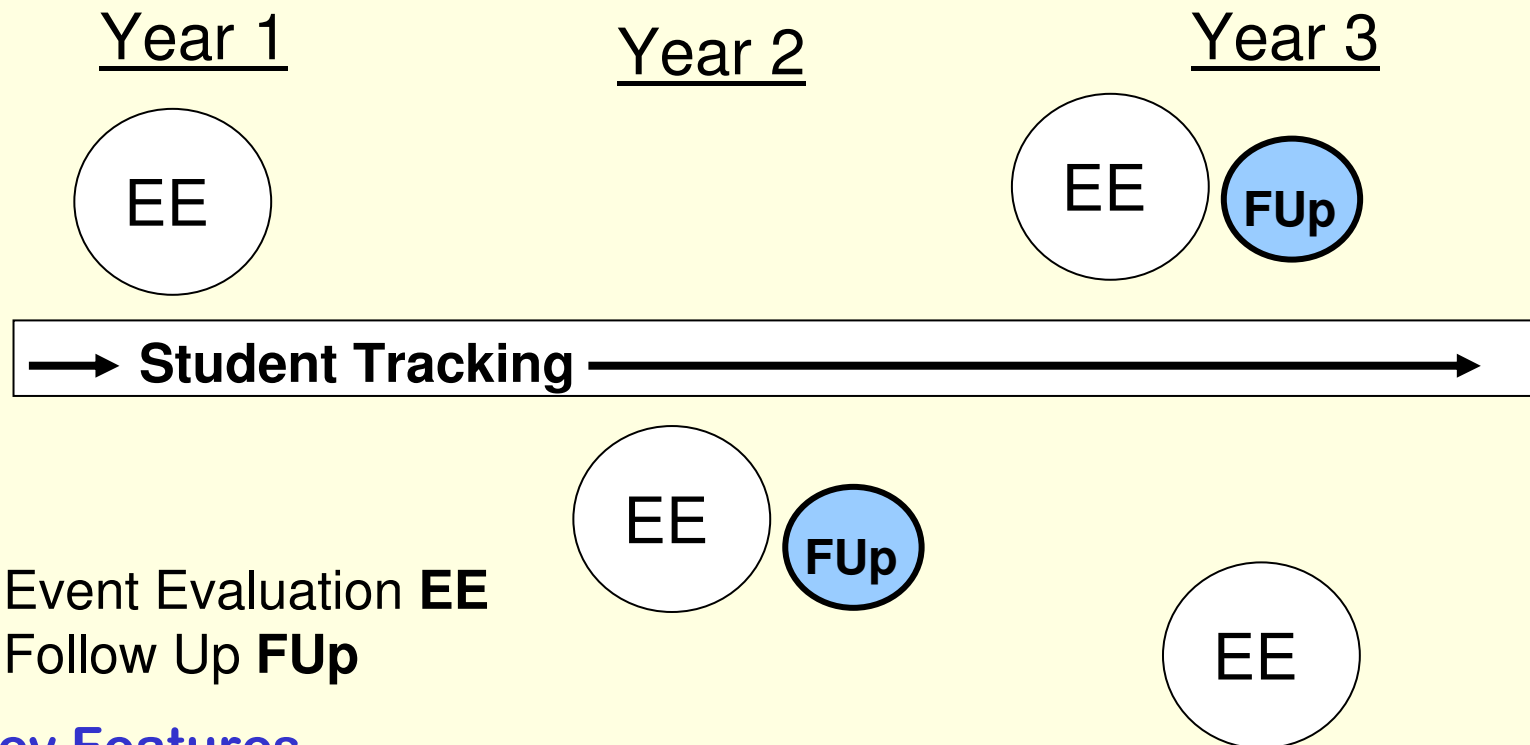 Year 1
Year 2
Year 3
EE
EE
FUp
Student Tracking
EE
FUp
Event Evaluation EE
Follow Up FUp
EE
Features